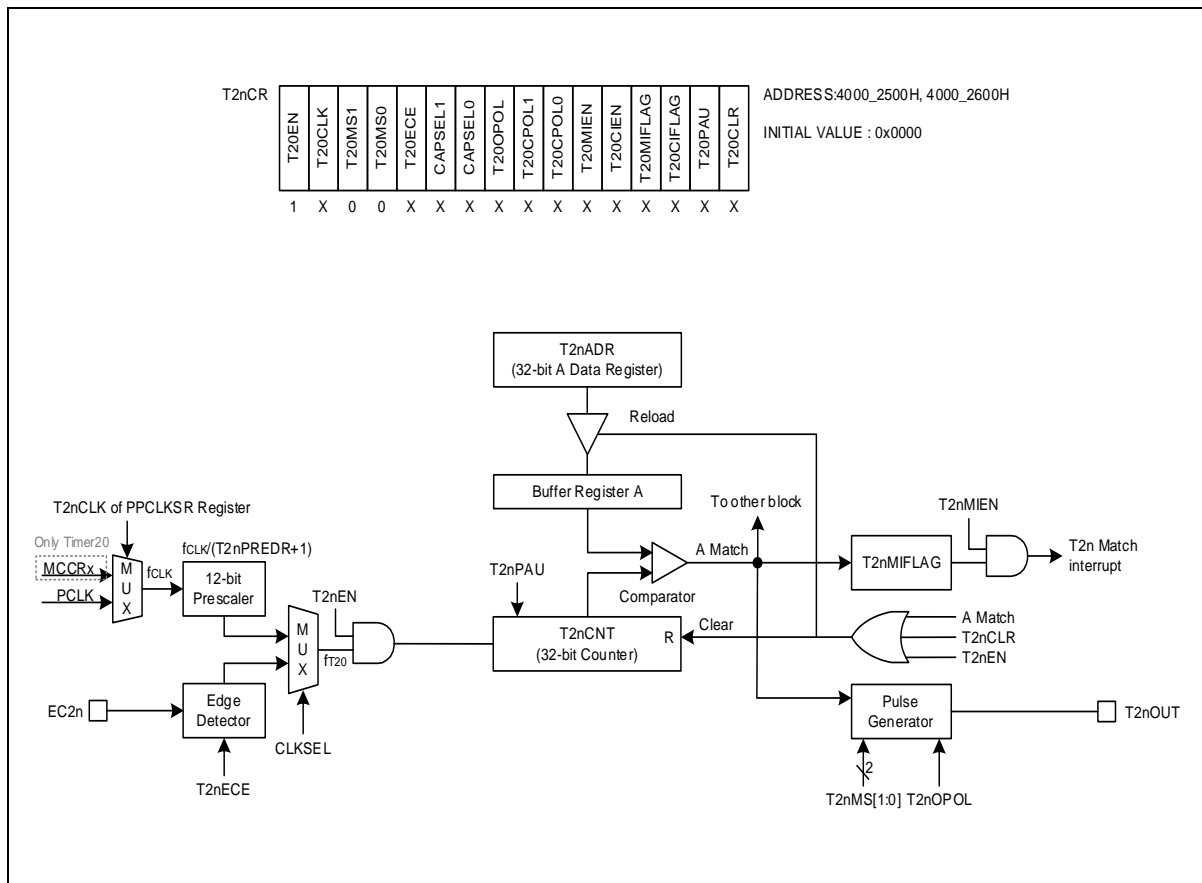 T2nCR
T20EN
T20CLK
T20MS1
T20MS0
T20ECE
CAPSEL1
CAPSEL0
T20OPOL
T20CPOL1
T20CPOL0
T20MIEN
T20CIEN
T20MIFLAG
T20CIFLAG
T20PAU
T20CLR
ADDRESS:4000_2500H, 4000_2600H
INITIAL VALUE : 0x0000
1 X 0 0 X X X X X X X X X X X X
T2nADR
(32-bit A Data Register)
Reload
Buffer Register A
T2nCLK of PPCLKSR Register
Only Timer20
MCCRx
PCLK
M
U
X
fCLK
fCLK/(T2nPREDR+1)
12-bit
Prescaler
T2nEN
M
U
X
fT20
EC2n
Edge
Detector
CLKSEL
T2nECE
T2nPAU
T2nCNT
(32-bit Counter)
R
Clear
Comparator
A Match
To other block
T2nMIFLAG
T2nMIEN
T2n Match
interrupt
A Match
T2nCLR
T2nEN
Pulse
Generator
T2nOUT
2
T2nMS[1:0] T2nOPOL